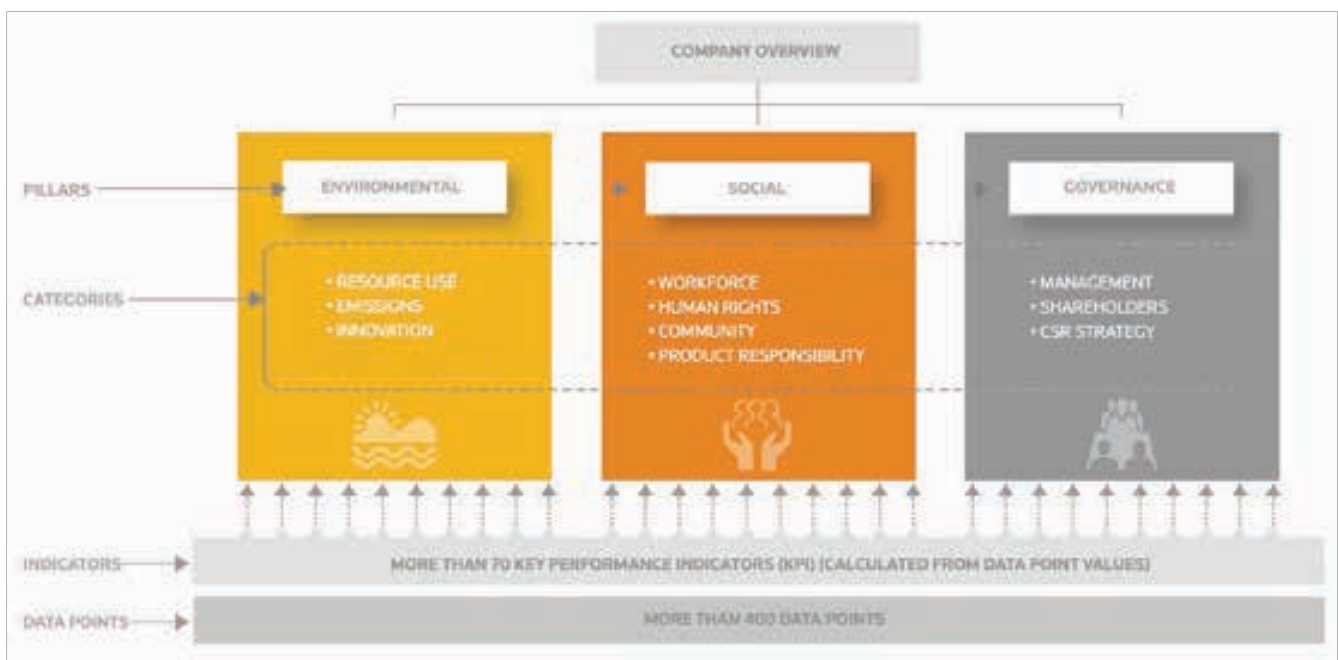 COMPANY OVERVIEW
PILLARS
ENVIRONMENTAL
SOCIAL
GOVERNANCE
CATEGORIES
• RESOURCE USE
• EMISSIONS
• INNOVATION
• WORKFORCE
• HUMAN RIGHTS
• COMMUNITY
• PRODUCT RESPONSIBILITY
• MANAGEMENT
• SHAREHOLDERS
• CSR STRATEGY
INDICATORS
MORE THAN 70 KEY PERFORMANCE INDICATORS (KPI) (CALCULATED FROM DATA POINT VALUES)
DATA POINTS
MORE THAN 400 DATA POINTS